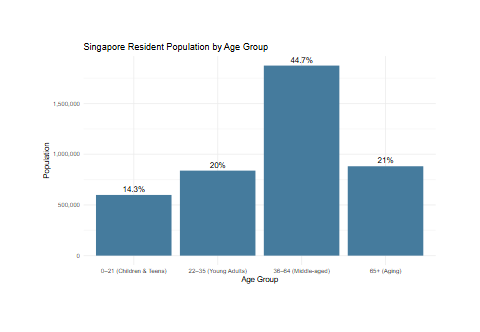 Singapore Resident Population by Age Group
44.7%
1,500,000
1,000,000
21%
20%
14.3%
500,000
0
Population
0–21 (Children & Teens)
22–35 (Young Adults)
36–64 (Middle-aged)
65+ (Aging)
Age Group